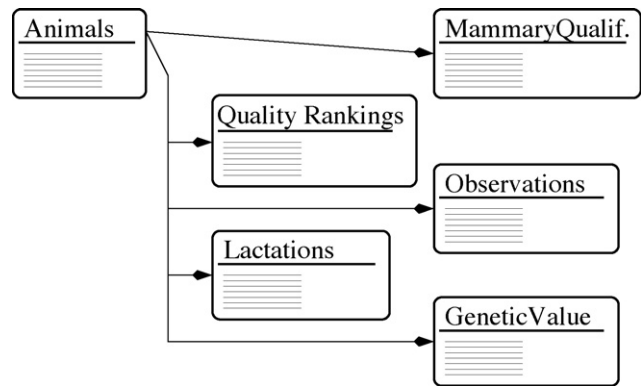 Animals
MammaryQualif.
Quality Rankings
Observations
Lactations
GeneticValue